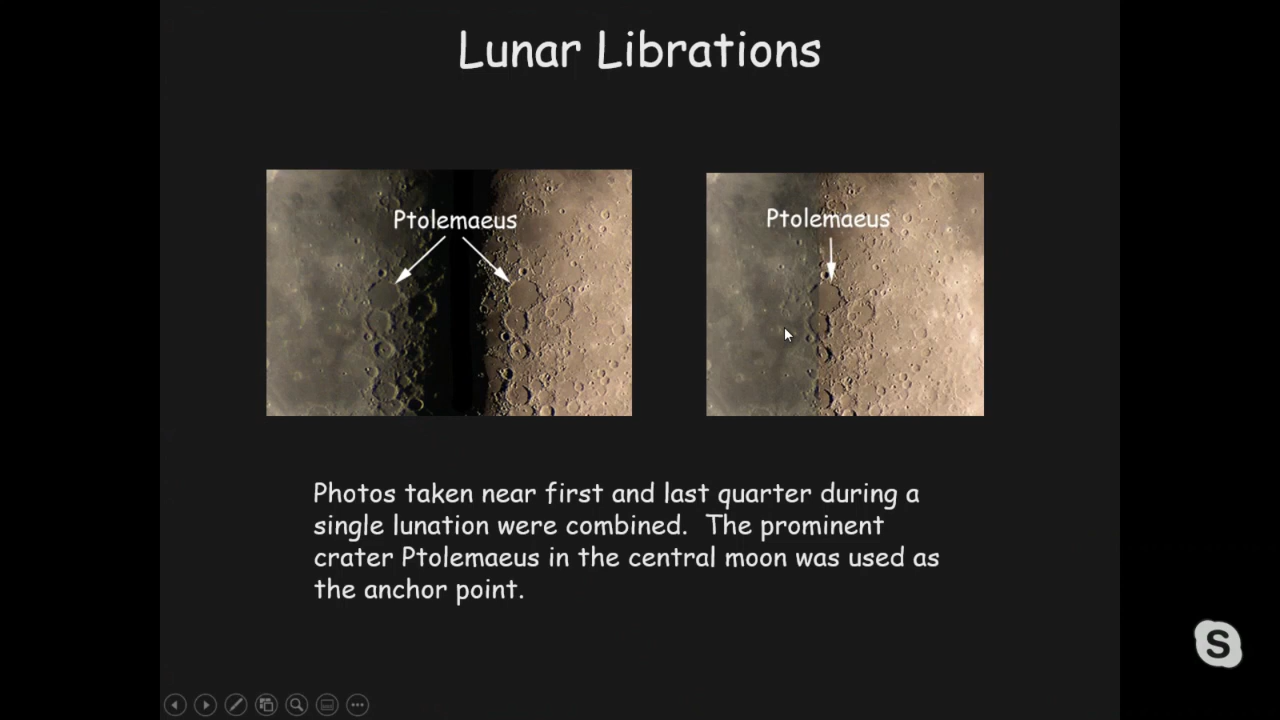 Lunar Librations
Ptolemaeus
Ptolemaeus
Photos taken near first and last quarter during a
single lunation were combined.  The prominent
crater Ptolemaeus in the central moon was used as
the anchor point.
S